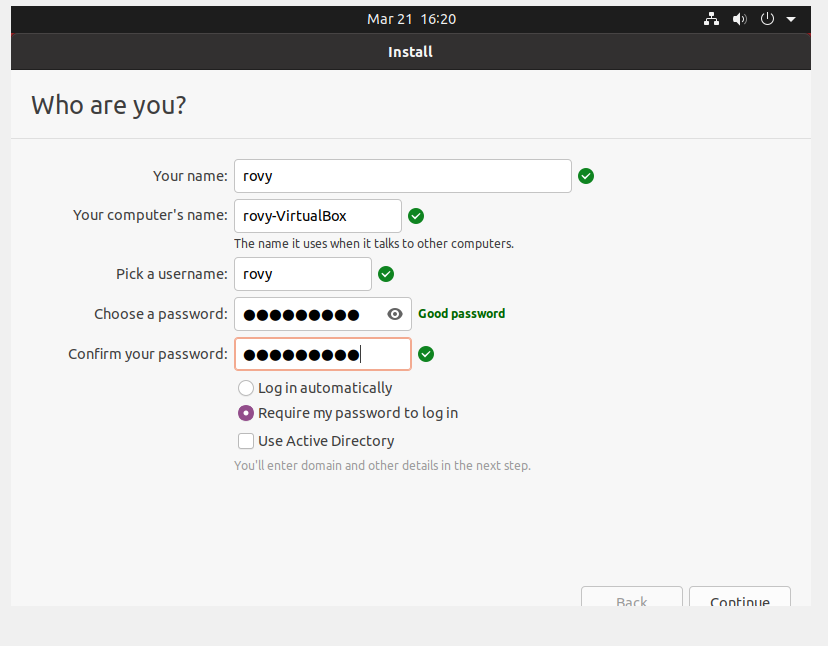 Mar 21 16:20
Install
Who are you?
Your name: rovy
Your computer's name: rovy-VirtualBox
The name it uses when it talks to other computers.
Pick a username: rovy
Choose a password: ●●●●●●●●● Good password
Confirm your password: ●●●●●●●●●
Log in automatically
Require my password to log in
Use Active Directory
You'll enter domain and other details in the next step.
Back Continue